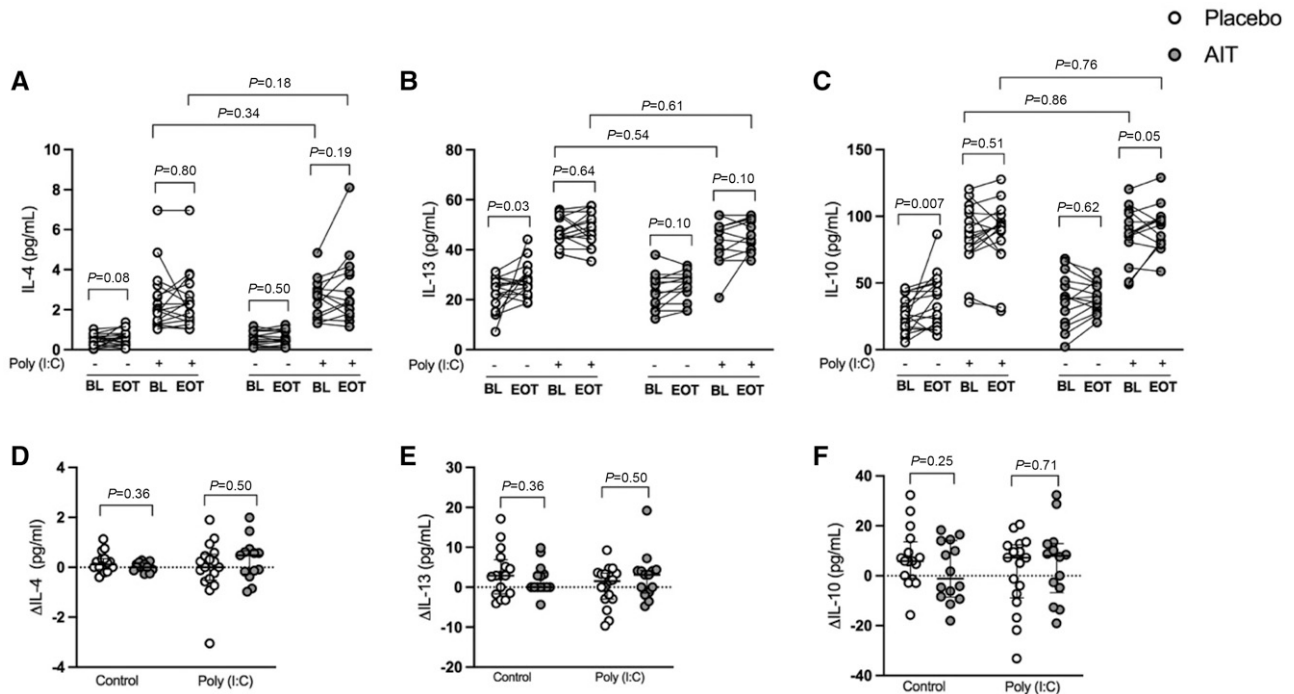 Placebo
AIT
A
P=0.18
P=0.34
P=0.19
P=0.80
P=0.08
P=0.50
IL-4 (pg/mL)
10
8
6
4
2
0
Poly (I:C) - - + + - - + +
BL EOT BL EOT BL EOT BL EOT
B
P=0.61
P=0.54
P=0.64
P=0.10
P=0.03
P=0.10
IL-13 (pg/mL)
80
60
40
20
0
Poly (I:C) - - + + - - + +
BL EOT BL EOT BL EOT BL EOT
C
P=0.76
P=0.86
P=0.51
P=0.05
P=0.007
P=0.62
IL-10 (pg/mL)
150
100
50
0
Poly (I:C) - - + + - - + +
BL EOT BL EOT BL EOT BL EOT
D
P=0.36
P=0.50
ΔIL-4 (pg/ml)
4
2
0
-2
-4
Control Poly (I:C)
E
P=0.36
P=0.50
ΔIL-13 (pg/mL)
30
20
10
0
-10
-20
Control Poly (I:C)
F
P=0.25
P=0.71
ΔIL-10 (pg/mL)
40
20
0
-20
-40
Control Poly (I:C)